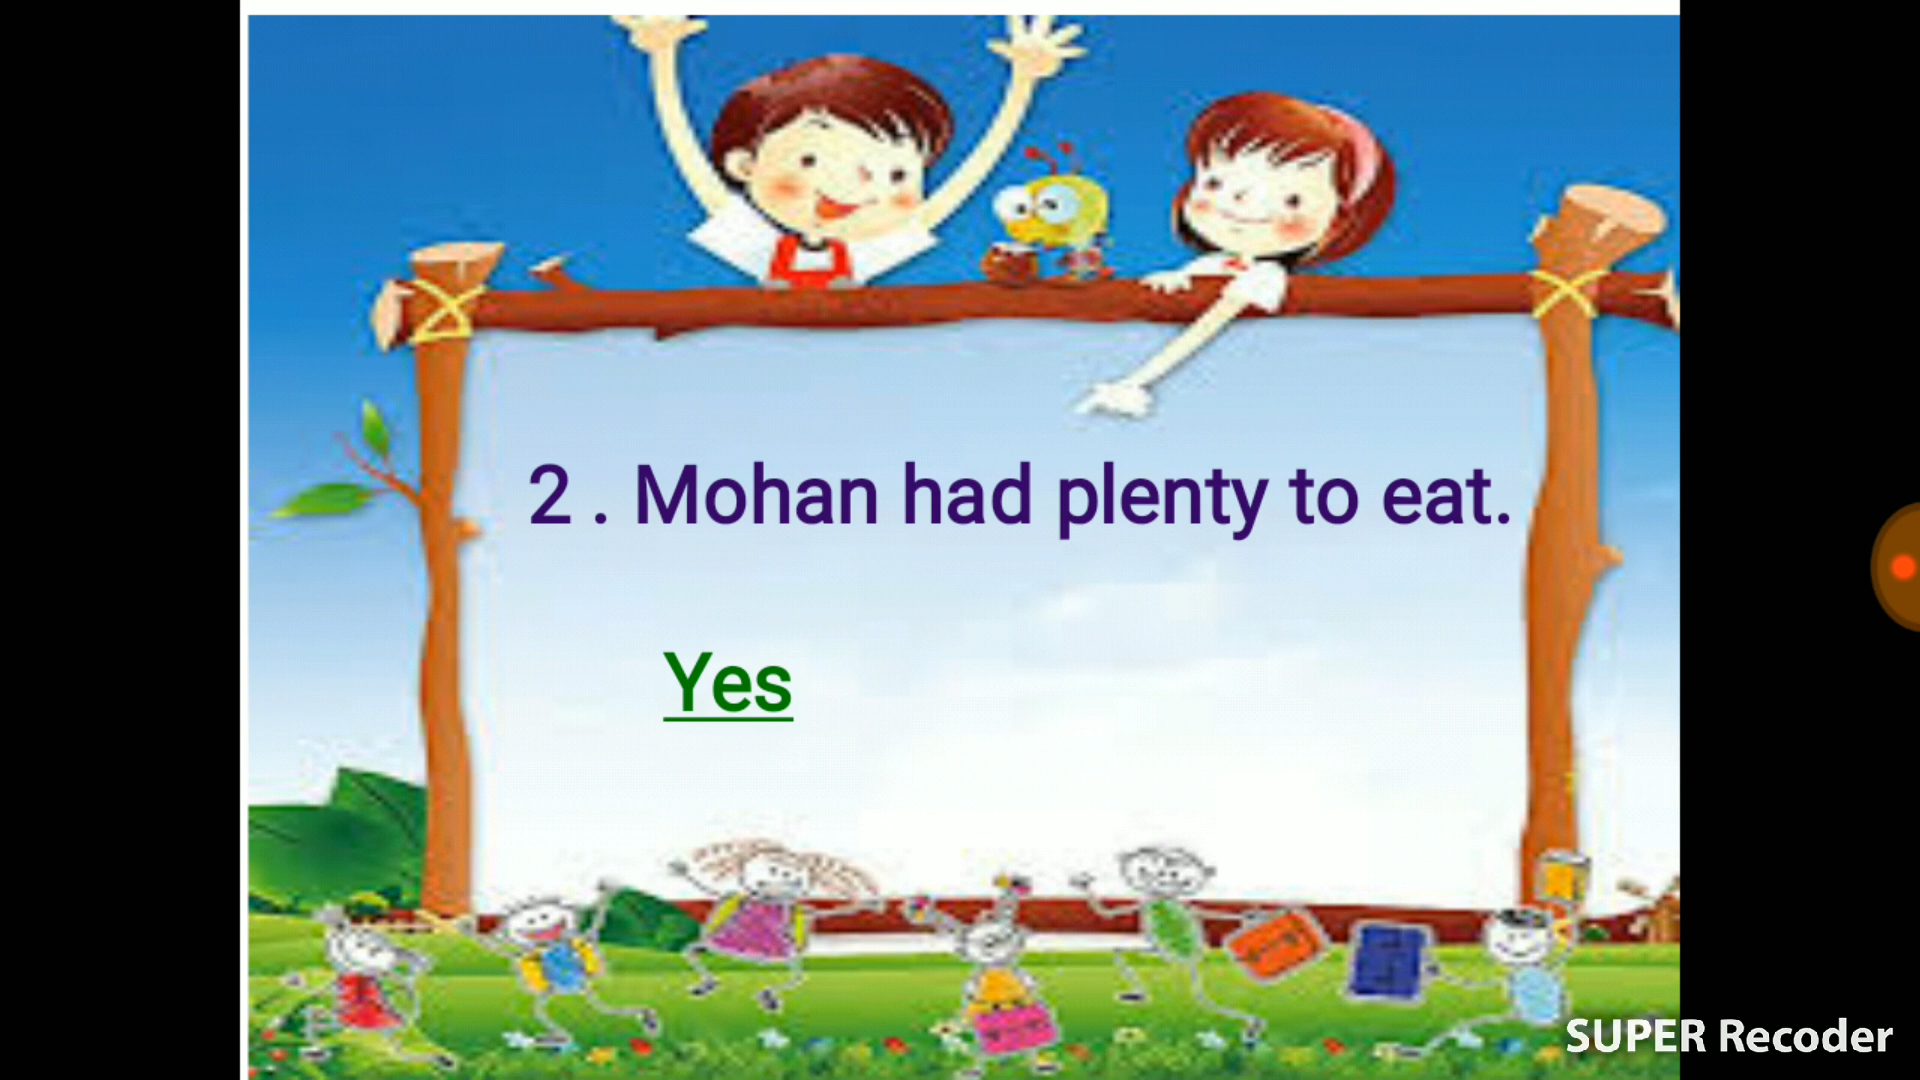 2 . Mohan had plenty to eat.
Yes
SUPER Recoder